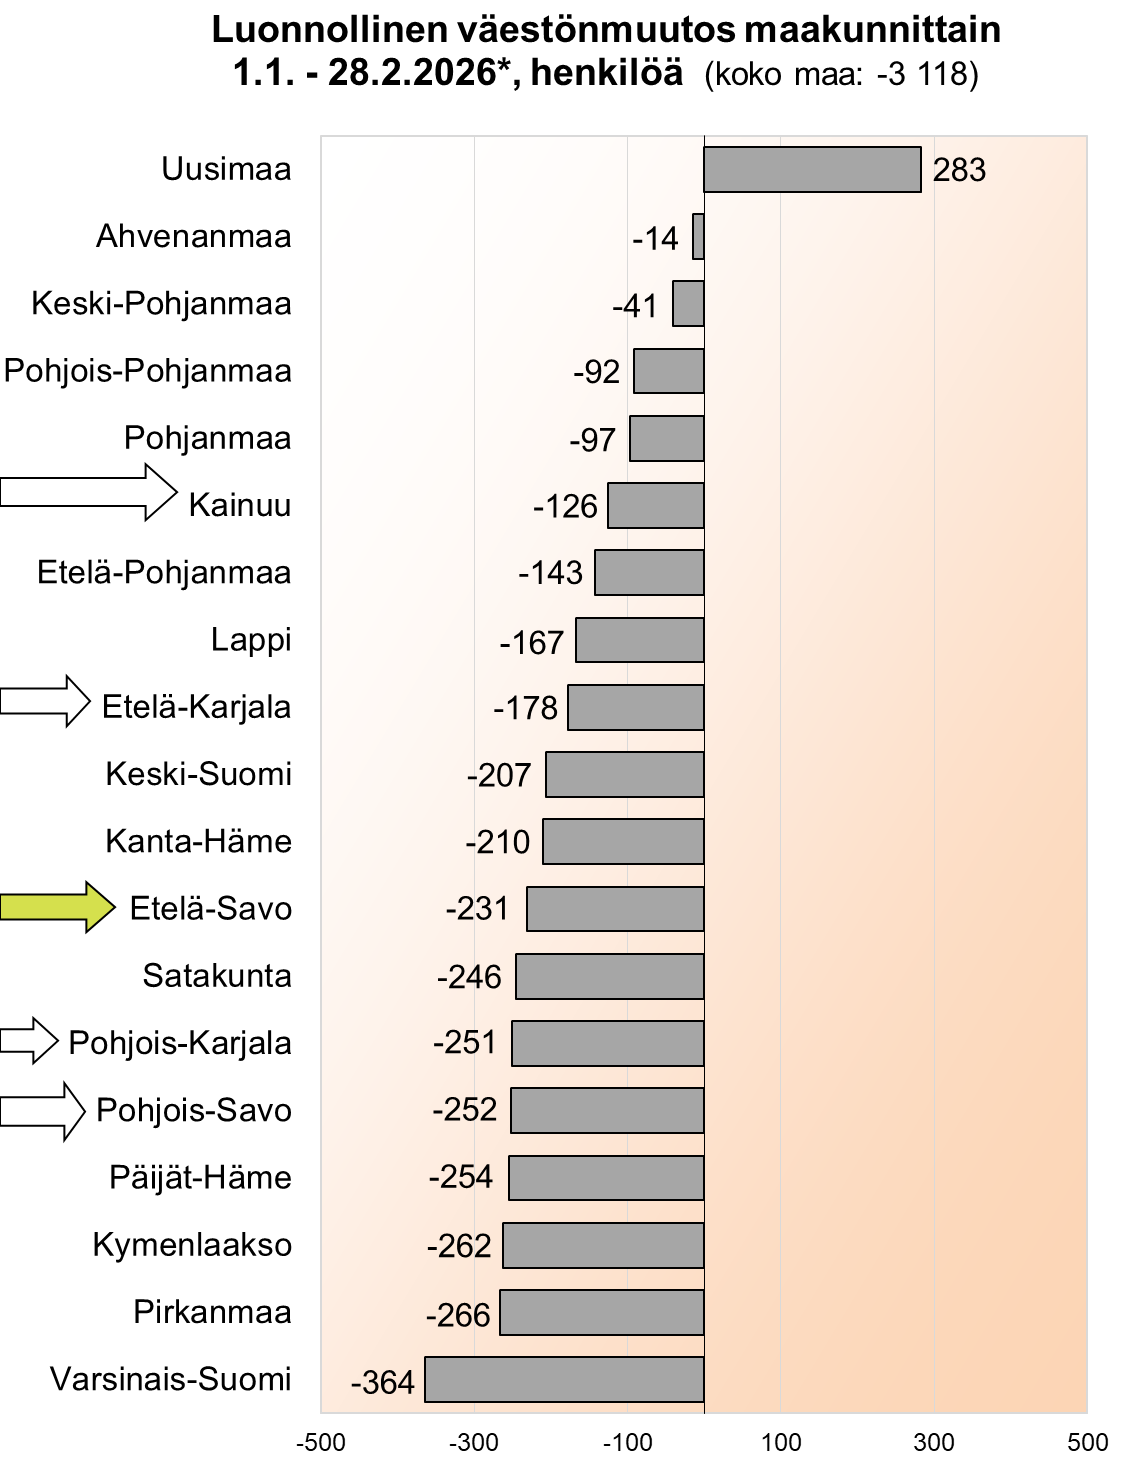 Luonnollinen väestönmuutos maakunnittain
1.1. - 28.2.2026*, henkilöä (koko maa: -3 118)
Uusimaa 283
Ahvenanmaa -14
Keski-Pohjanmaa -41
Pohjois-Pohjanmaa -92
Pohjanmaa -97
Kainuu -126
Etelä-Pohjanmaa -143
Lappi -167
Etelä-Karjala -178
Keski-Suomi -207
Kanta-Häme -210
Etelä-Savo -231
Satakunta -246
Pohjois-Karjala -251
Pohjois-Savo -252
Päijät-Häme -254
Kymenlaakso -262
Pirkanmaa -266
Varsinais-Suomi -364
-500 -300 -100 100 300 500